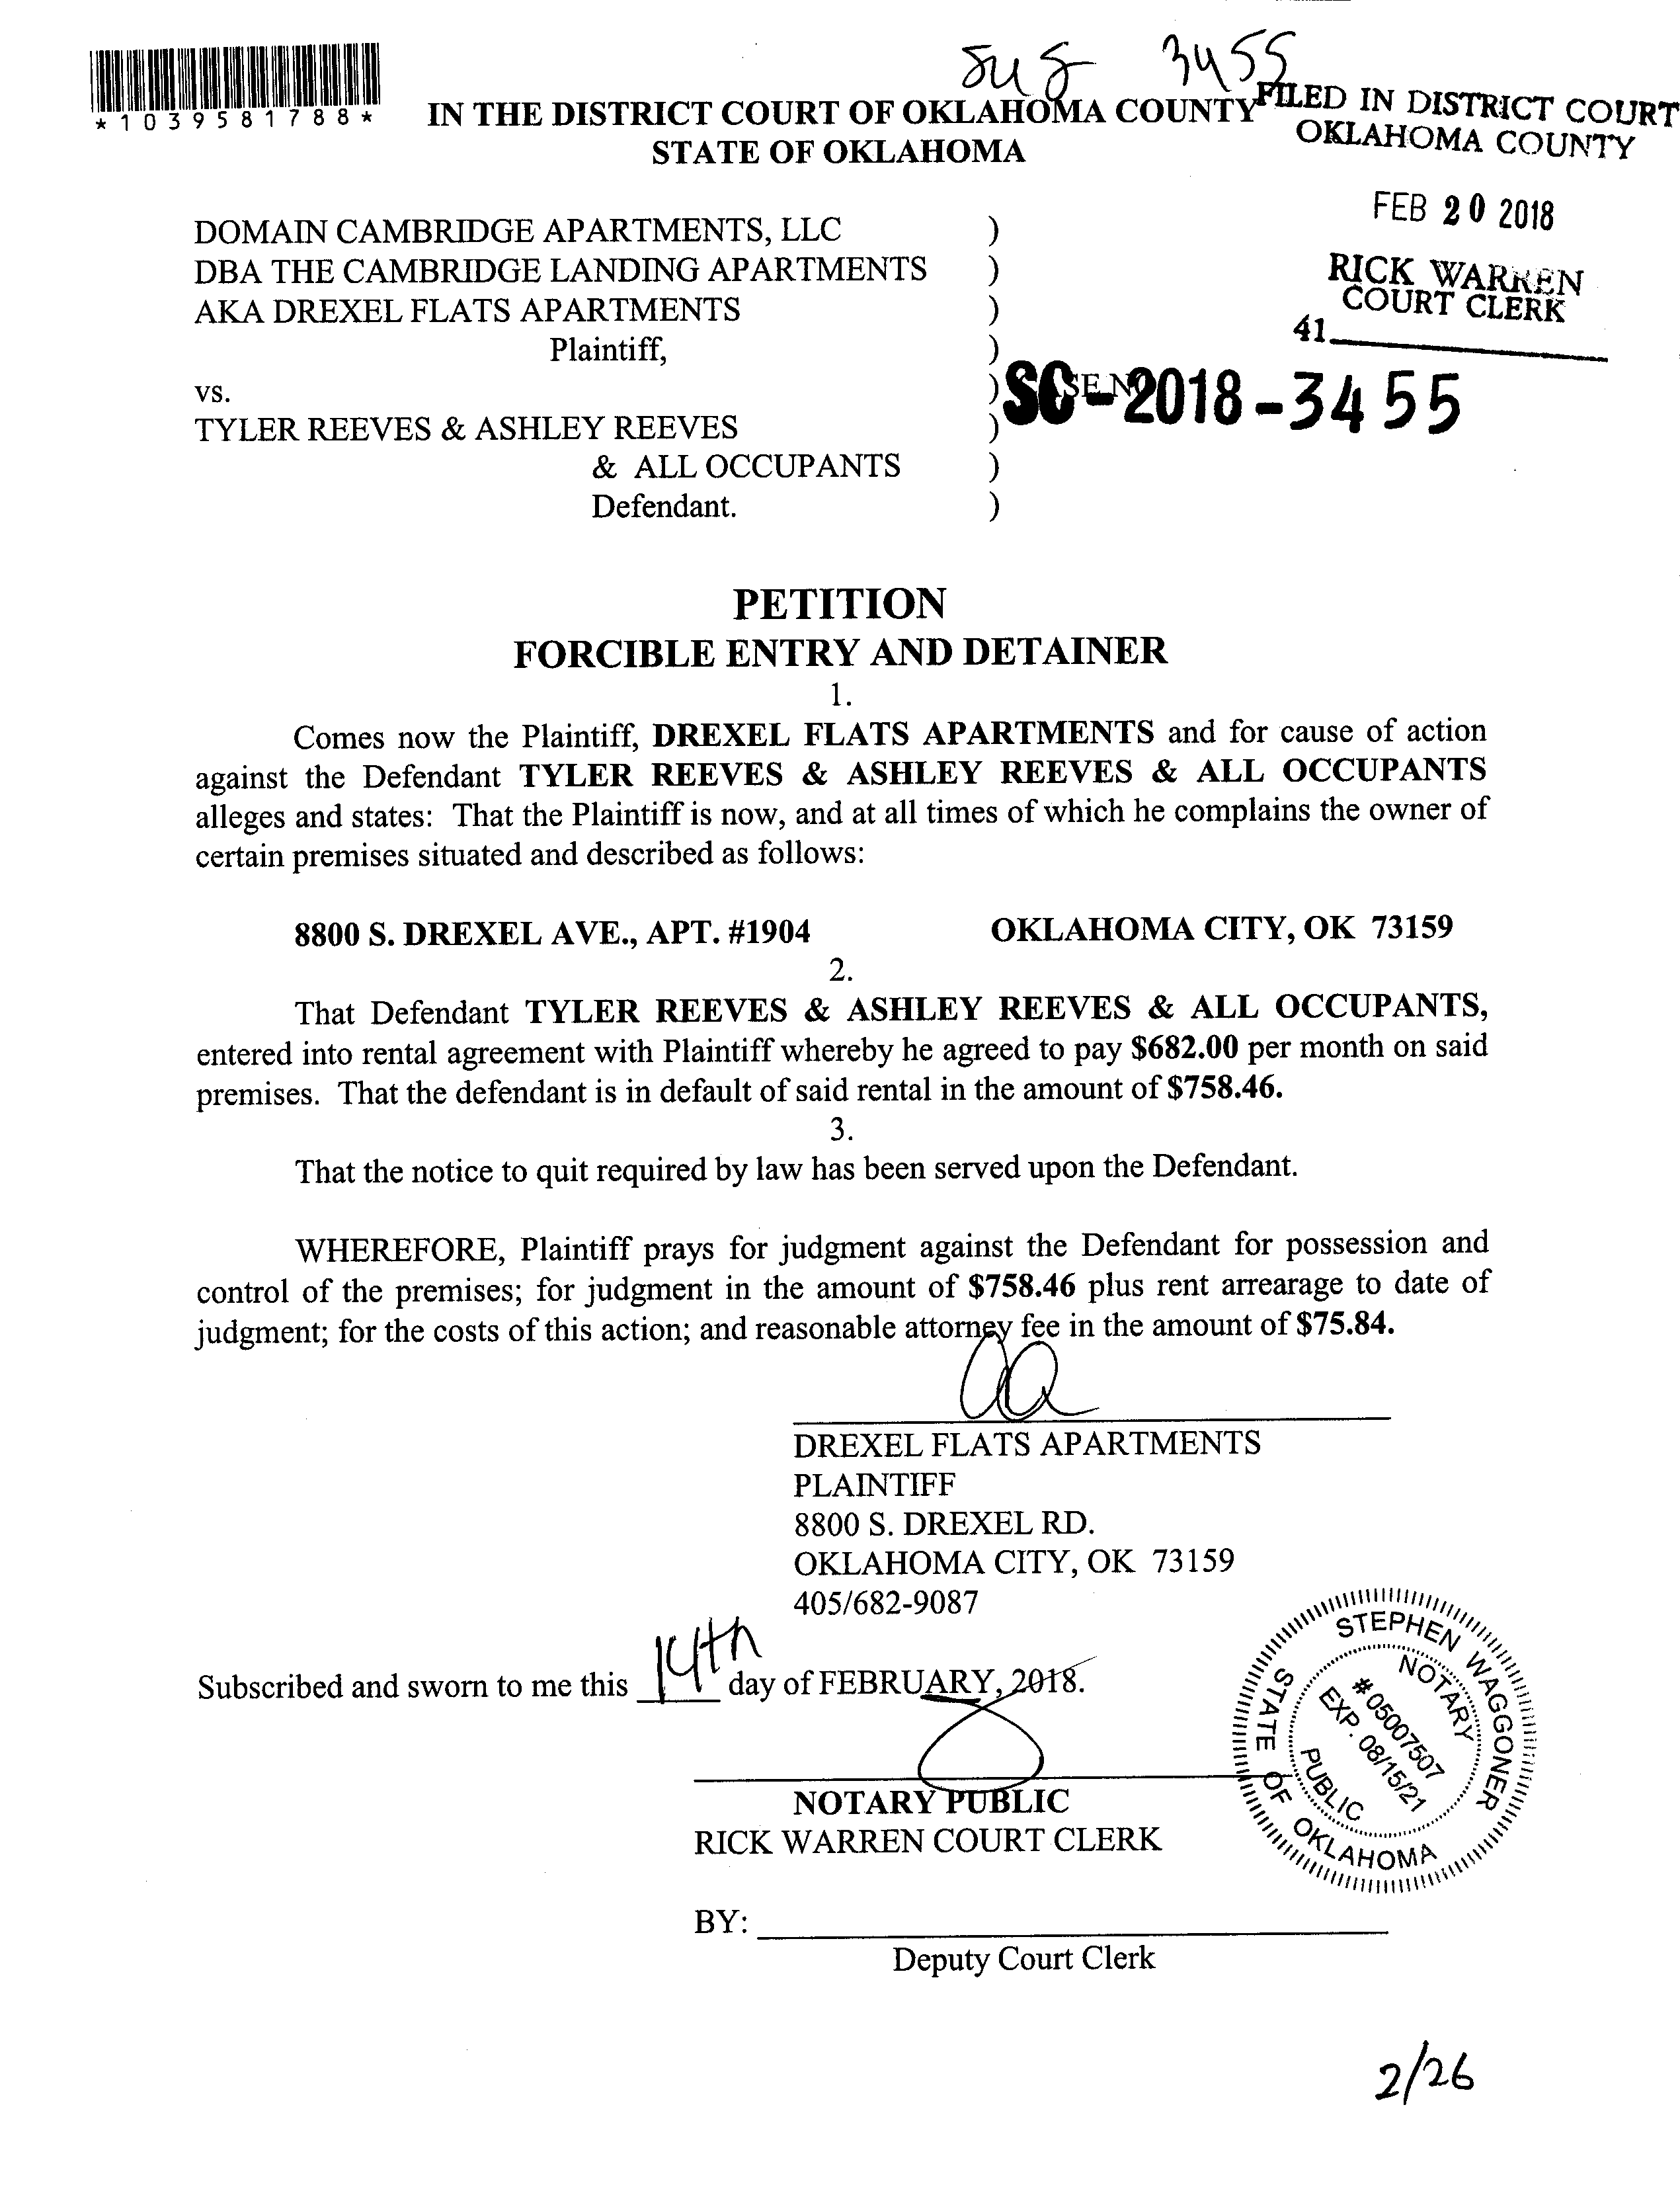 3455
*1039581788*
IN THE DISTRICT COURT OF OKLAHOMA COUNTY
STATE OF OKLAHOMA
FILED IN DISTRICT COURT
OKLAHOMA COUNTY
FEB 20 2018
RICK WARREN
COURT CLERK
41
DOMAIN CAMBRIDGE APARTMENTS, LLC )
DBA THE CAMBRIDGE LANDING APARTMENTS )
AKA DREXEL FLATS APARTMENTS )
Plaintiff, )
vs. ) SC-2018-3455
TYLER REEVES & ASHLEY REEVES )
& ALL OCCUPANTS )
Defendant. )
PETITION
FORCIBLE ENTRY AND DETAINER
1.
Comes now the Plaintiff, DREXEL FLATS APARTMENTS and for cause of action
against the Defendant TYLER REEVES & ASHLEY REEVES & ALL OCCUPANTS
alleges and states: That the Plaintiff is now, and at all times of which he complains the owner of
certain premises situated and described as follows:
8800 S. DREXEL AVE., APT. #1904 OKLAHOMA CITY, OK 73159
2.
That Defendant TYLER REEVES & ASHLEY REEVES & ALL OCCUPANTS,
entered into rental agreement with Plaintiff whereby he agreed to pay $682.00 per month on said
premises. That the defendant is in default of said rental in the amount of $758.46.
3.
That the notice to quit required by law has been served upon the Defendant.
WHEREFORE, Plaintiff prays for judgment against the Defendant for possession and
control of the premises; for judgment in the amount of $758.46 plus rent arrearage to date of
judgment; for the costs of this action; and reasonable attorney fee in the amount of $75.84.
DREXEL FLATS APARTMENTS
PLAINTIFF
8800 S. DREXEL RD.
OKLAHOMA CITY, OK 73159
405/682-9087
Subscribed and sworn to me this 14th day of FEBRUARY, 2018.
NOTARY PUBLIC
RICK WARREN COURT CLERK
BY:
Deputy Court Clerk
STEPHEN WAGGONER
NOTARY
#05007507
EXP. 08/15/21
PUBLIC
STATE OF OKLAHOMA
2/26